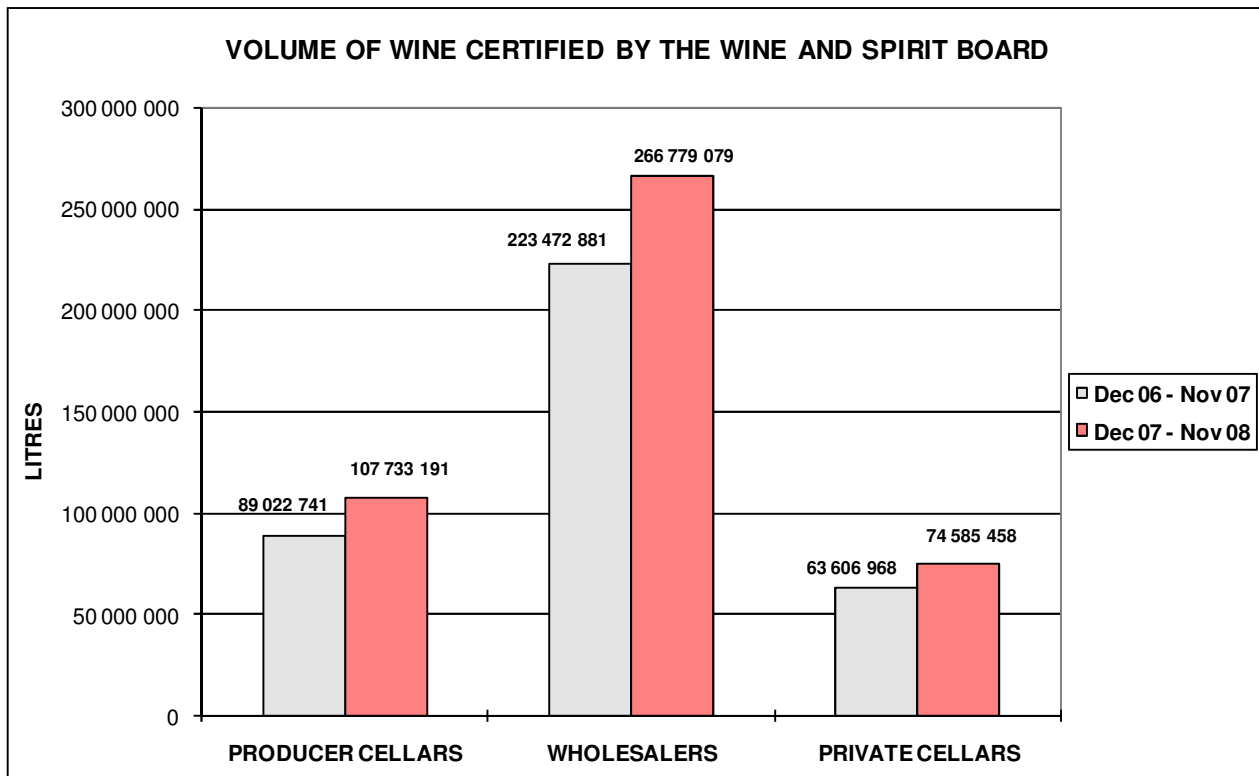 VOLUME OF WINE CERTIFIED BY THE WINE AND SPIRIT BOARD
300 000 000
250 000 000
200 000 000
150 000 000
100 000 000
50 000 000
0
LITRES
89 022 741
107 733 191
223 472 881
266 779 079
63 606 968
74 585 458
PRODUCER CELLARS
WHOLESALERS
PRIVATE CELLARS
Dec 06 - Nov 07
Dec 07 - Nov 08